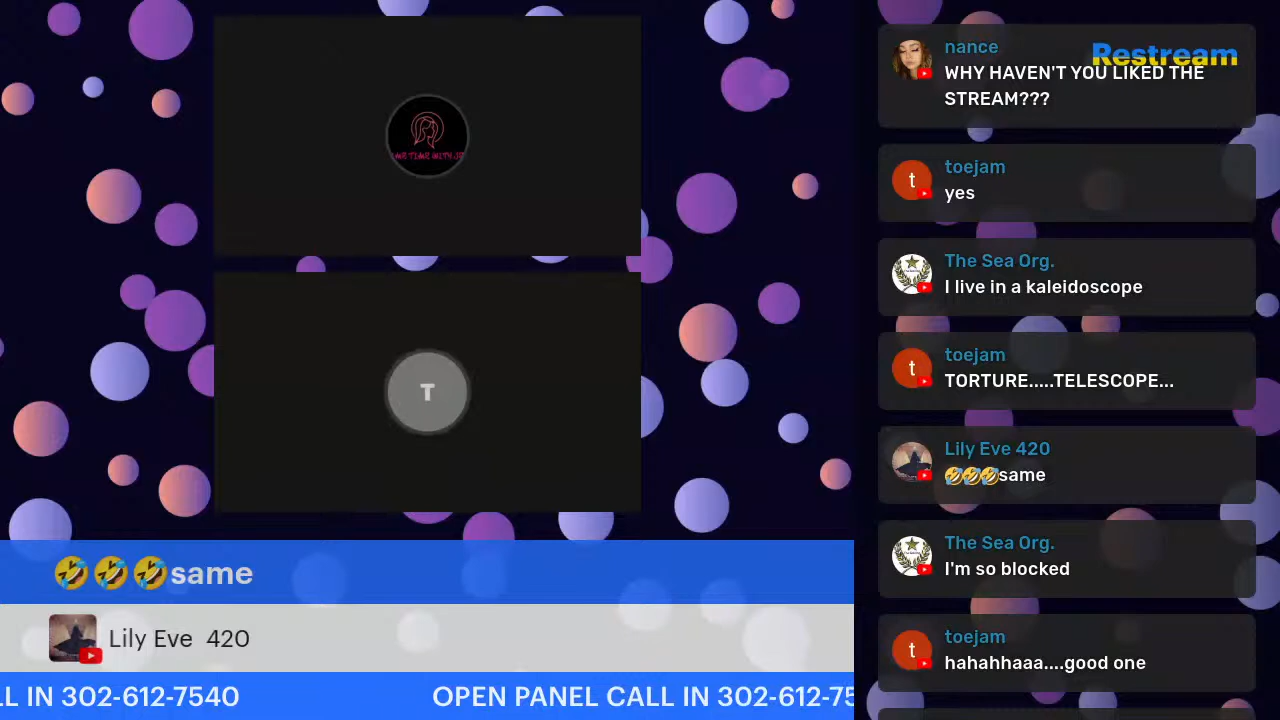 T
🤣🤣🤣same
Lily Eve 420
LL IN 302-612-7540 OPEN PANEL CALL IN 302-612-75
Restream
nance
WHY HAVEN'T YOU LIKED THE
STREAM???
t
toejam
yes
The Sea Org.
I live in a kaleidoscope
t
toejam
TORTURE.....TELESCOPE...
Lily Eve 420
🤣🤣🤣same
The Sea Org.
I'm so blocked
t
toejam
hahahhaaa....good one